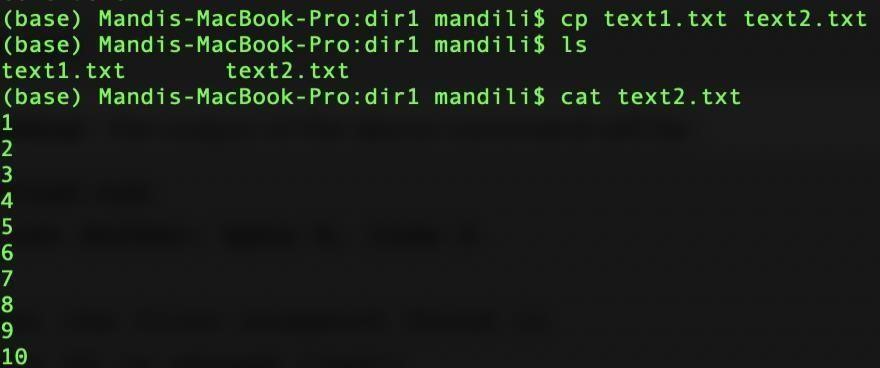 (base) Mandis-MacBook-Pro:dir1 mandili$ cp text1.txt text2.txt
(base) Mandis-MacBook-Pro:dir1 mandili$ ls
text1.txt text2.txt
(base) Mandis-MacBook-Pro:dir1 mandili$ cat text2.txt
1
2
3
4
5
6
7
8
9
10